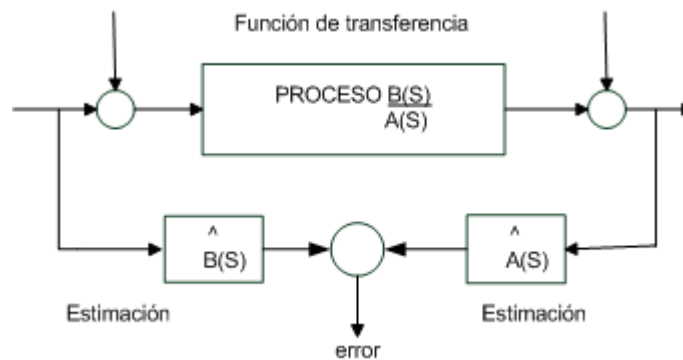 Función de transferencia
PROCESO B(S)
A(S)
^
B(S)
^
A(S)
Estimación
Estimación
error